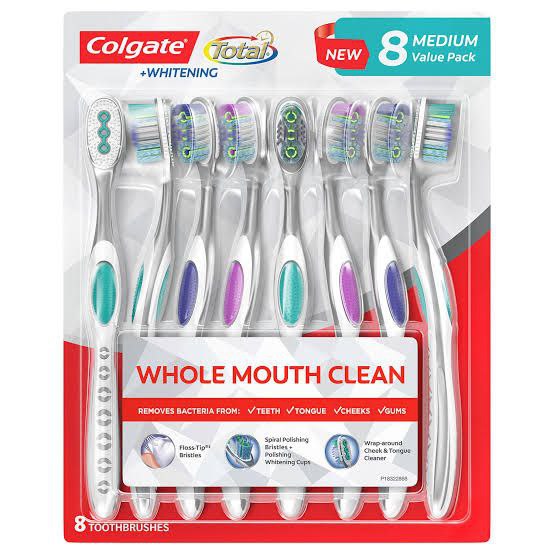 Colgate Total
+WHITENING
NEW
8 MEDIUM
Value Pack
WHOLE MOUTH CLEAN
REMOVES BACTERIA FROM: ✓TEETH ✓TONGUE ✓CHEEKS ✓GUMS
Floss-Tip
Bristles
Spiral Polishing
Bristles +
Polishing
Whitening Cups
Wrap-around
Cheek & Tongue
Cleaner
8 TOOTHBRUSHES